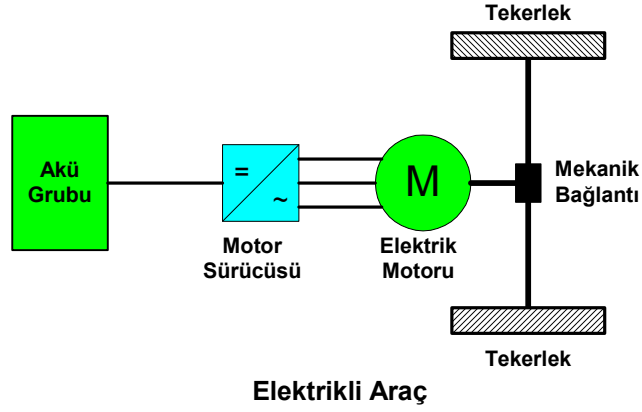 Tekerlek
Akü
Grubu
=
~
M
Mekanik
Bağlantı
Motor
Sürücüsü
Elektrik
Motoru
Tekerlek
Elektrikli Araç